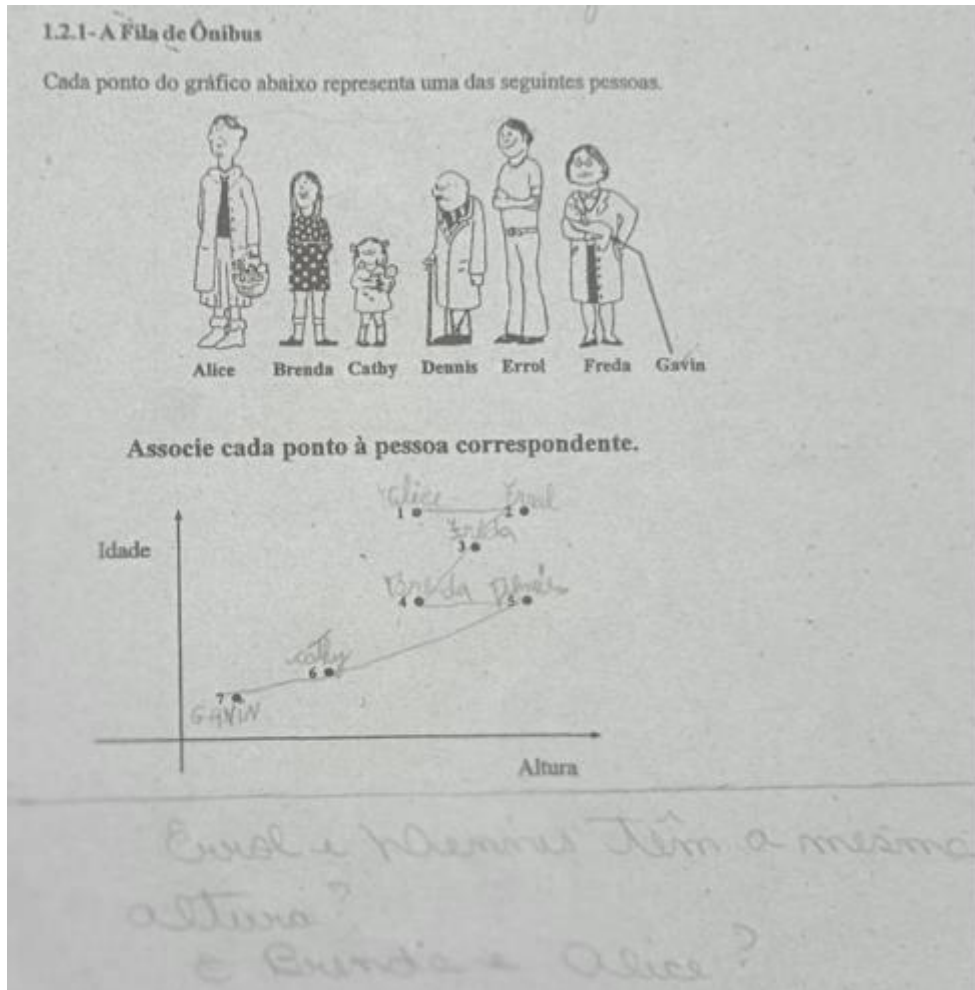 1.2.1- A Fila de Ônibus
Cada ponto do gráfico abaixo representa uma das seguintes pessoas.
Alice Brenda Cathy Dennis Errol Freda Gavin
Associe cada ponto à pessoa correspondente.
Alice Errol
1 2
Idade
Freda
3
Breda Denés
4 5
cathy
6
7
GAVIN
Altura
Errol e Dennis têm a mesma
altura?
E Brenda e Alice?